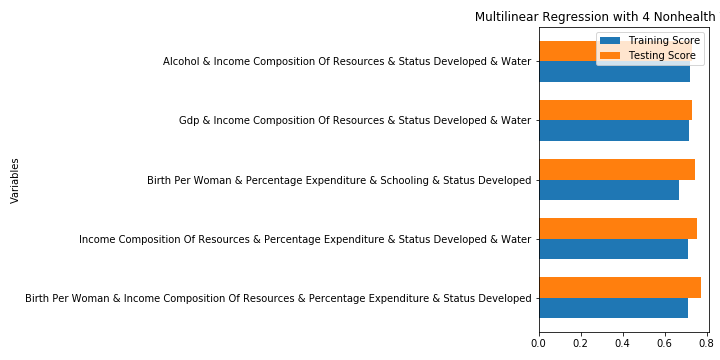 Multilinear Regression with 4 Nonhealth
Training Score
Testing Score
Alcohol & Income Composition Of Resources & Status Developed & Water
Gdp & Income Composition Of Resources & Status Developed & Water
Birth Per Woman & Percentage Expenditure & Schooling & Status Developed
Income Composition Of Resources & Percentage Expenditure & Status Developed & Water
Birth Per Woman & Income Composition Of Resources & Percentage Expenditure & Status Developed
Variables
0.0 0.2 0.4 0.6 0.8